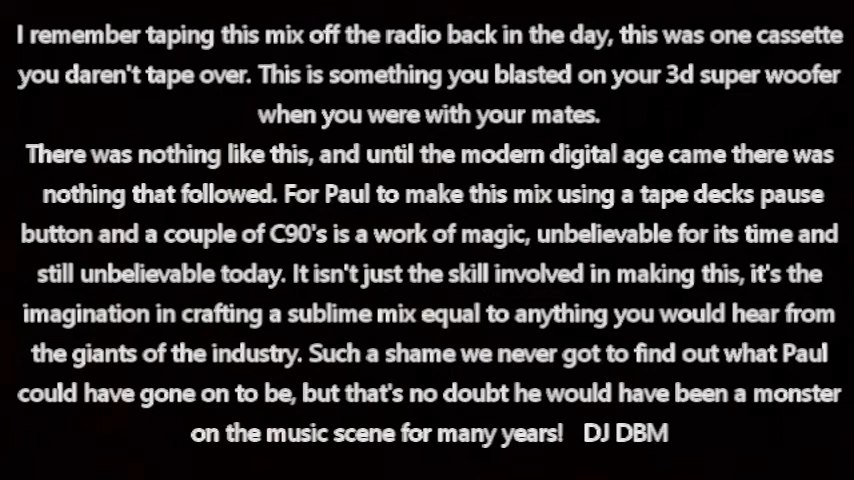 I remember taping this mix off the radio back in the day, this was one cassette
you daren't tape over. This is something you blasted on your 3d super woofer
when you were with your mates.
There was nothing like this, and until the modern digital age came there was
nothing that followed. For Paul to make this mix using a tape decks pause
button and a couple of C90's is a work of magic, unbelievable for its time and
still unbelievable today. It isn't just the skill involved in making this, it's the
imagination in crafting a sublime mix equal to anything you would hear from
the giants of the industry. Such a shame we never got to find out what Paul
could have gone on to be, but that's no doubt he would have been a monster
on the music scene for many years!   DJ DBM